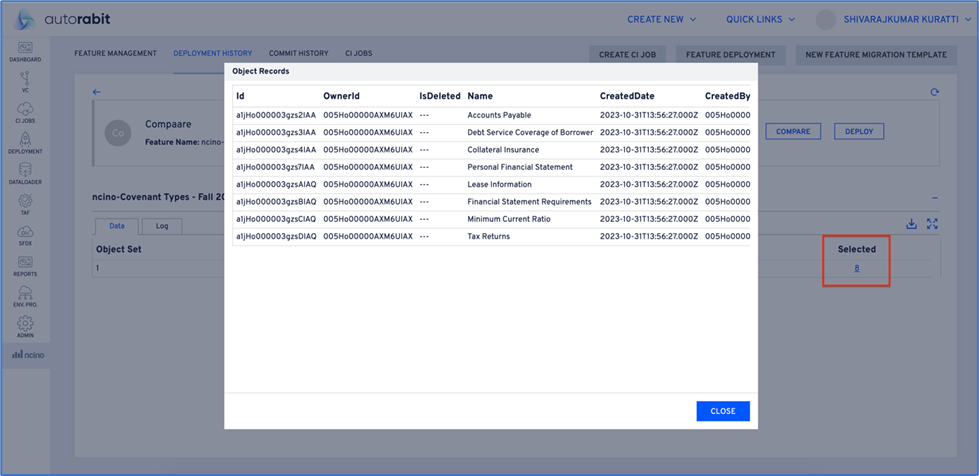 autorabit
CREATE NEW
QUICK LINKS
SHIVARAJKUMAR KURATTI
DASHBOARD
VC
CI JOBS
DEPLOYMENT
DATALOADER
TAF
SFDX
REPORTS
ENV. PRO.
ADMIN
ncino
FEATURE MANAGEMENT DEPLOYMENT HISTORY COMMIT HISTORY CI JOBS
CREATE CI JOB FEATURE DEPLOYMENT NEW FEATURE MIGRATION TEMPLATE
Co
Compaare
Feature Name: ncino-
COMPARE DEPLOY
ncino-Covenant Types - Fall 20
Data Log
Object Set Selected
1 8
Object Records
Id OwnerId IsDeleted Name CreatedDate CreatedBy
a1jHo000003gzs2IAA 005Ho00000AXM6UIAX --- Accounts Payable 2023-10-31T13:56:27.000Z 005Ho0000
a1jHo000003gzs3IAA 005Ho00000AXM6UIAX --- Debt Service Coverage of Borrower 2023-10-31T13:56:27.000Z 005Ho0000
a1jHo000003gzs4IAA 005Ho00000AXM6UIAX --- Collateral Insurance 2023-10-31T13:56:27.000Z 005Ho0000
a1jHo000003gzs7IAA 005Ho00000AXM6UIAX --- Personal Financial Statement 2023-10-31T13:56:27.000Z 005Ho0000
a1jHo000003gzsAIAQ 005Ho00000AXM6UIAX --- Lease Information 2023-10-31T13:56:27.000Z 005Ho0000
a1jHo000003gzsBIAQ 005Ho00000AXM6UIAX --- Financial Statement Requirements 2023-10-31T13:56:27.000Z 005Ho0000
a1jHo000003gzsCIAQ 005Ho00000AXM6UIAX --- Minimum Current Ratio 2023-10-31T13:56:27.000Z 005Ho0000
a1jHo000003gzsDIAQ 005Ho00000AXM6UIAX --- Tax Returns 2023-10-31T13:56:27.000Z 005Ho0000
CLOSE